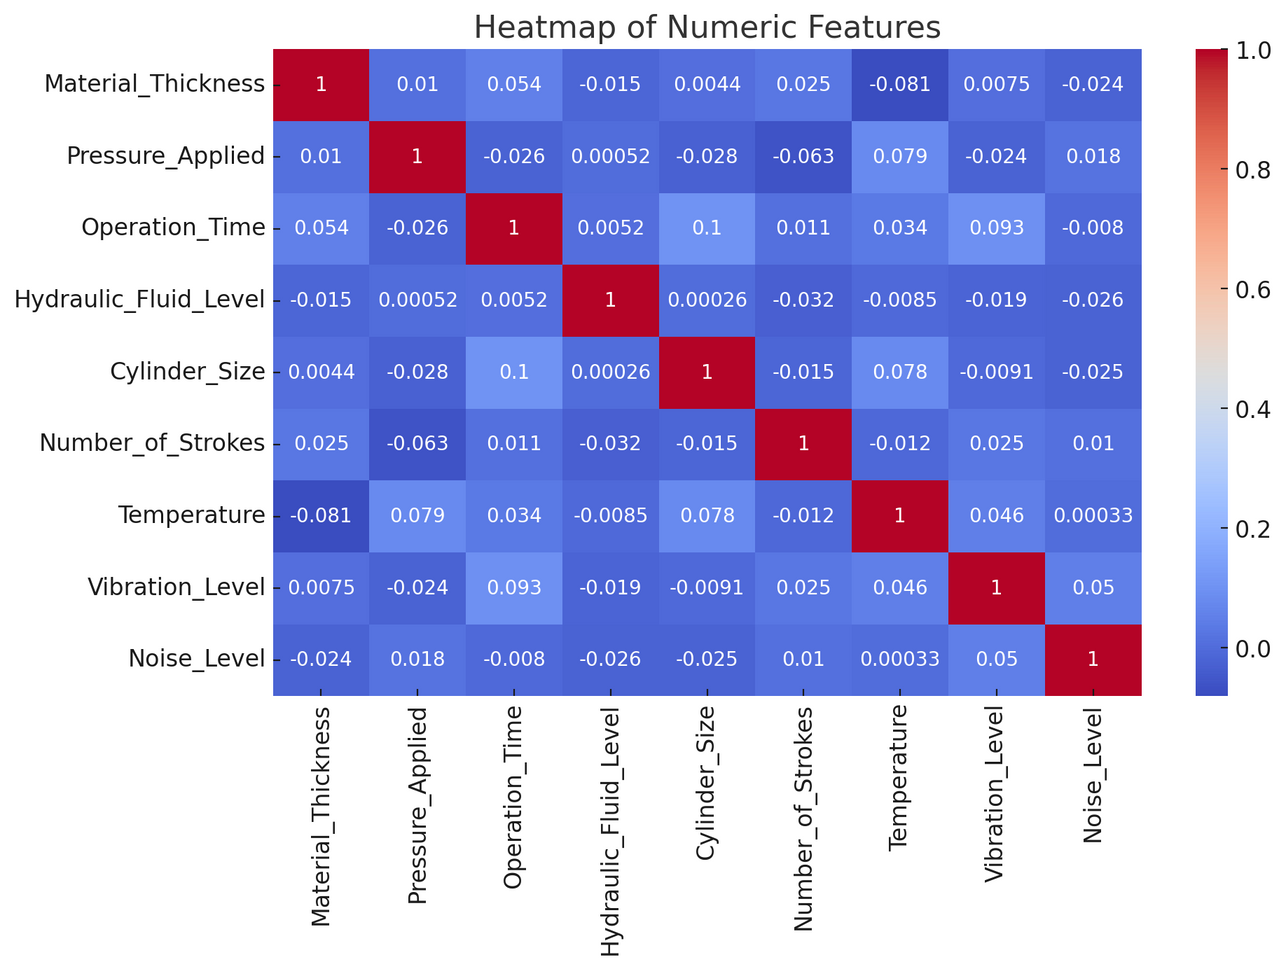 Heatmap of Numeric Features
Material_Thickness 1 0.01 0.054 -0.015 0.0044 0.025 -0.081 0.0075 -0.024
Pressure_Applied 0.01 1 -0.026 0.00052 -0.028 -0.063 0.079 -0.024 0.018
Operation_Time 0.054 -0.026 1 0.0052 0.1 0.011 0.034 0.093 -0.008
Hydraulic_Fluid_Level -0.015 0.00052 0.0052 1 0.00026 -0.032 -0.0085 -0.019 -0.026
Cylinder_Size 0.0044 -0.028 0.1 0.00026 1 -0.015 0.078 -0.0091 -0.025
Number_of_Strokes 0.025 -0.063 0.011 -0.032 -0.015 1 -0.012 0.025 0.01
Temperature -0.081 0.079 0.034 -0.0085 0.078 -0.012 1 0.046 0.00033
Vibration_Level 0.0075 -0.024 0.093 -0.019 -0.0091 0.025 0.046 1 0.05
Noise_Level -0.024 0.018 -0.008 -0.026 -0.025 0.01 0.00033 0.05 1
Material_Thickness
Pressure_Applied
Operation_Time
Hydraulic_Fluid_Level
Cylinder_Size
Number_of_Strokes
Temperature
Vibration_Level
Noise_Level
1.0
0.8
0.6
0.4
0.2
0.0